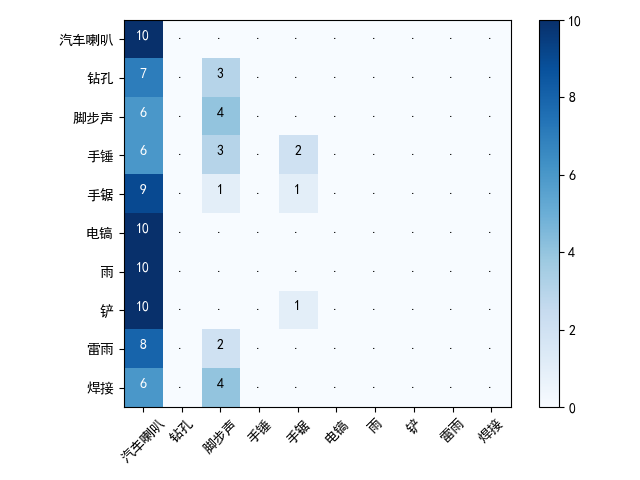 汽车喇叭 10 . . . . . . . . .
钻孔 7 . 3 . . . . . . .
脚步声 6 . 4 . . . . . . .
手锤 6 . 3 . 2 . . . . .
手锯 9 . 1 . 1 . . . . .
电镐 10 . . . . . . . . .
雨 10 . . . . . . . . .
铲 10 . . . 1 . . . . .
雷雨 8 . 2 . . . . . . .
焊接 6 . 4 . . . . . . .
汽车喇叭 钻孔 脚步声 手锤 手锯 电镐 雨 铲 雷雨 焊接
10
8
6
4
2
0